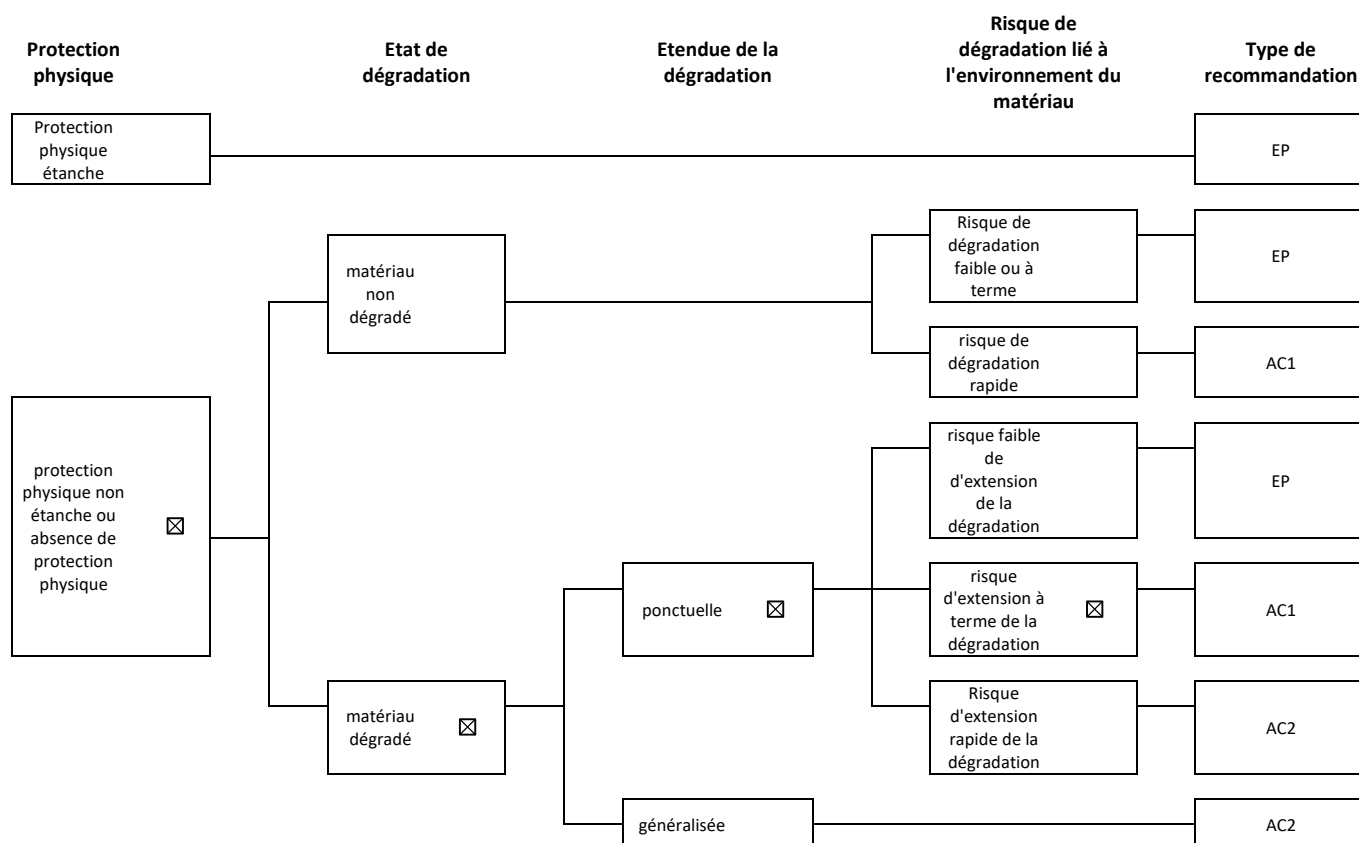 Protection
physique
Etat de
dégradation
Etendue de la
dégradation
Risque de
dégradation lié à
l'environnement du
matériau
Type de
recommandation
Protection
physique
étanche
EP
matériau
non
dégradé
Risque de
dégradation
faible ou à
terme
EP
risque de
dégradation
rapide
AC1
protection
physique non
étanche ou
absence de
protection
physique
☒
risque faible
de
d'extension
de la
dégradation
EP
ponctuelle ☒
risque
d'extension à
terme de la
dégradation
☒
AC1
matériau
dégradé
☒
Risque
d'extension
rapide de la
dégradation
AC2
généralisée
AC2